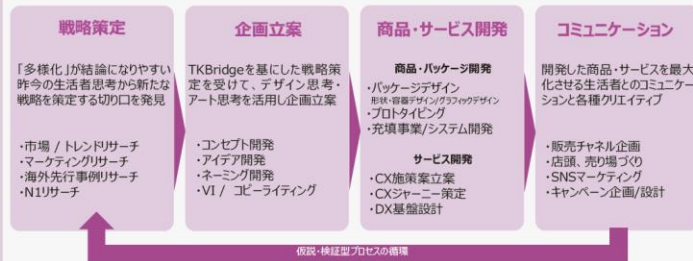 戦略策定
「多様化」が結論になりやすい
昨今の生活者思考から新たな
戦略を策定する切り口を発見
・市場 / トレンドリサーチ
・マーケティングリサーチ
・海外先行事例リサーチ
・N1リサーチ
企画立案
TKBridgeを基にした戦略策
定を受けて、デザイン思考・
アート思考を活用し企画立案
・コンセプト開発
・アイデア開発
・ネーミング開発
・VI / コピーライティング
商品・サービス開発
商品・パッケージ開発
・パッケージデザイン
形状・容器デザイン/グラフィックデザイン
・プロトタイピング
・充填事業/システム開発
サービス開発
・CX施策案立案
・CXジャーニー策定
・DX基盤設計
コミュニケーション
開発した商品・サービスを最大
化させる生活者とのコミュニケー
ションと各種クリエイティブ
・販売チャネル企画
・店頭、売り場づくり
・SNSマーケティング
・キャンペーン企画/設計
仮説・検証型プロセスの循環